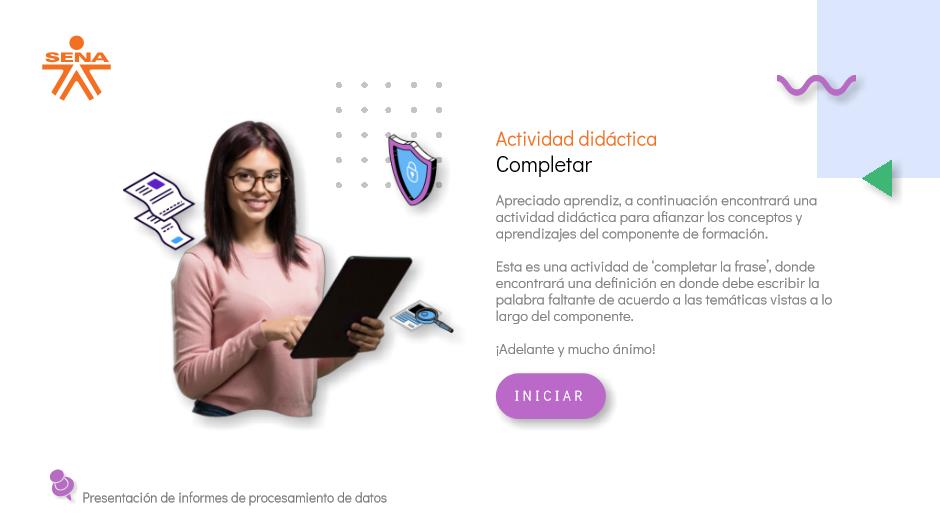 SENA
Actividad didáctica
Completar
Apreciado aprendiz, a continuación encontrará una
actividad didáctica para afianzar los conceptos y
aprendizajes del componente de formación.
Esta es una actividad de ‘completar la frase’, donde
encontrará una definición en donde debe escribir la
palabra faltante de acuerdo a las temáticas vistas a lo
largo del componente.
¡Adelante y mucho ánimo!
INICIAR
Presentación de informes de procesamiento de datos